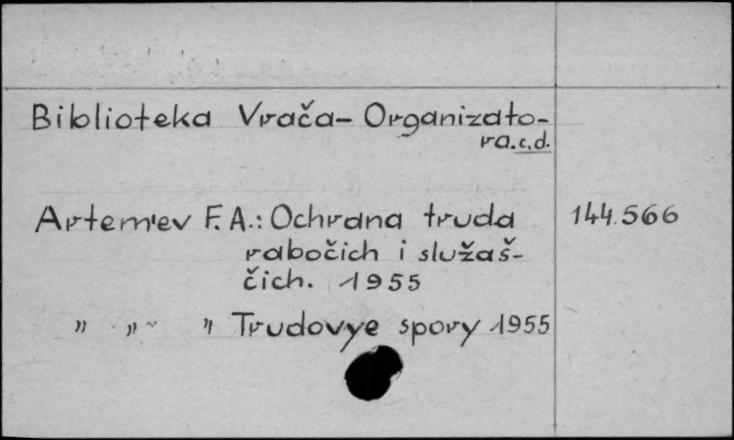 Biblioteka Vrača-Organizato-
ra.c.d.
Artem'ev F.A.: Ochrana truda 144.566
rabočich i služaš-
čich. 1955
" " " Trudovye spory 1955